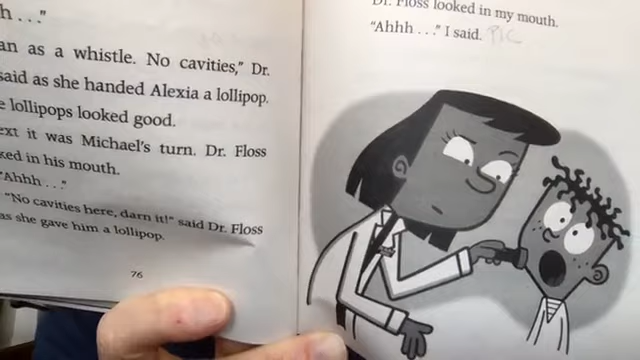 h . . ."
an as a whistle. No cavities," Dr.
said as she handed Alexia a lollipop.
e lollipops looked good.
ext it was Michael's turn. Dr. Floss
ked in his mouth.
"Ahhh . . ."
"No cavities here, darn it!" said Dr. Floss
as she gave him a lollipop.
76
Dr. Floss looked in my mouth.
"Ahhh . . ." I said. PIC